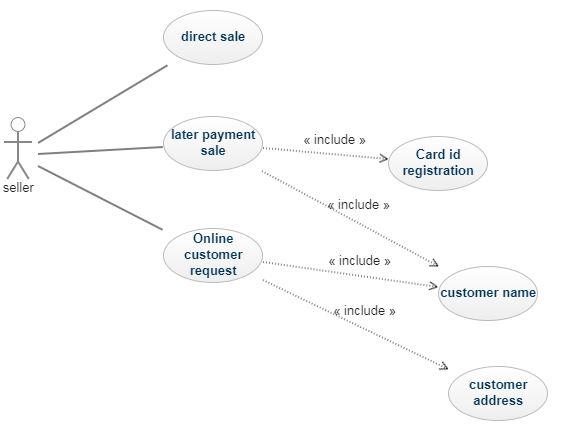 direct sale
later payment
sale
« include »
Card id
registration
seller
« include »
Online
customer
request
« include »
customer name
« include »
customer
address